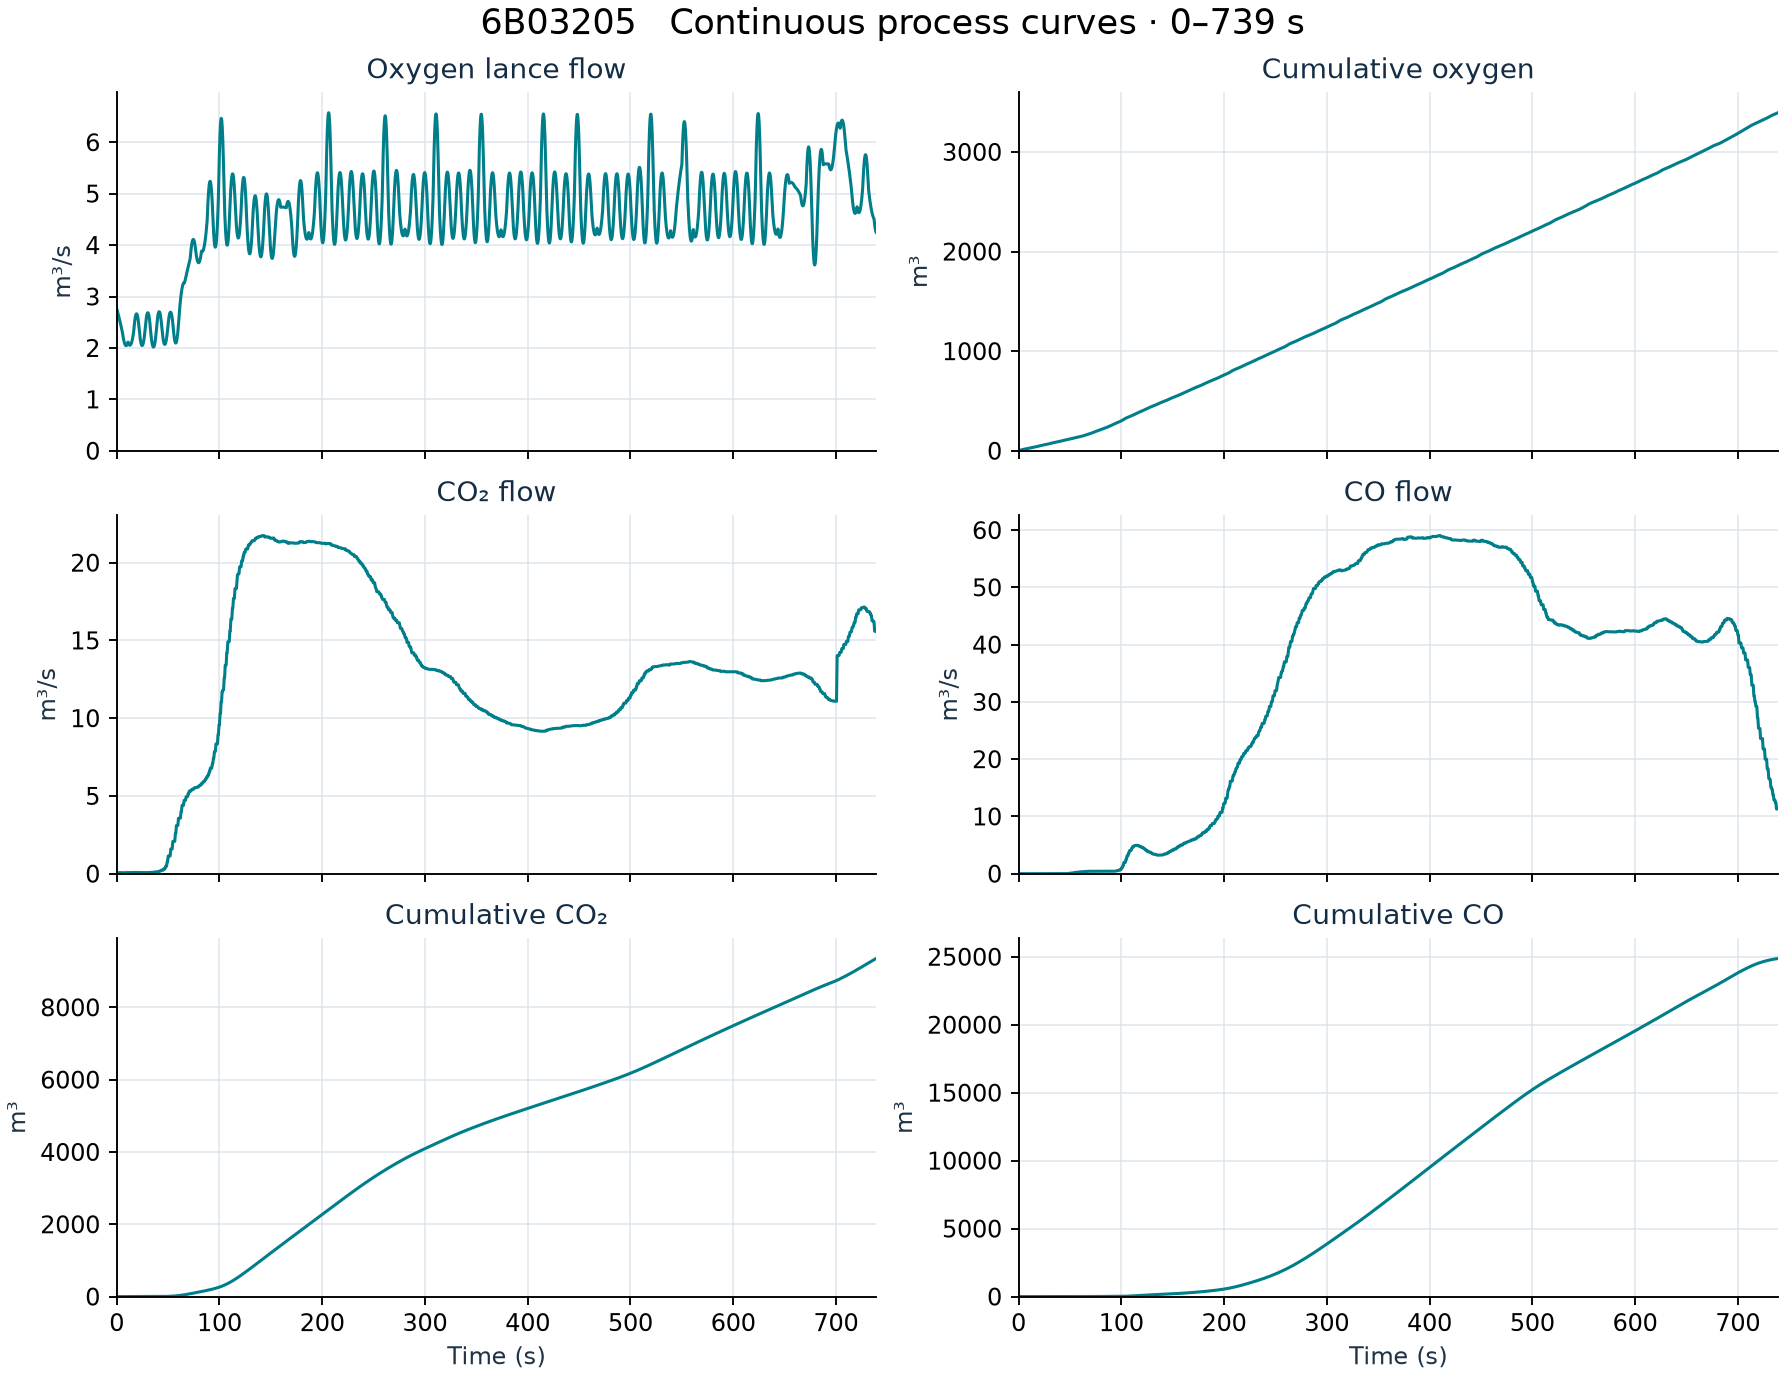 6B03205   Continuous process curves · 0–739 s
Oxygen lance flow
m³/s
6
5
4
3
2
1
0
Cumulative oxygen
m³
3000
2000
1000
0
CO₂ flow
m³/s
20
15
10
5
0
CO flow
m³/s
60
50
40
30
20
10
0
Cumulative CO₂
m³
8000
6000
4000
2000
0
0 100 200 300 400 500 600 700
Time (s)
Cumulative CO
m³
25000
20000
15000
10000
5000
0
0 100 200 300 400 500 600 700
Time (s)